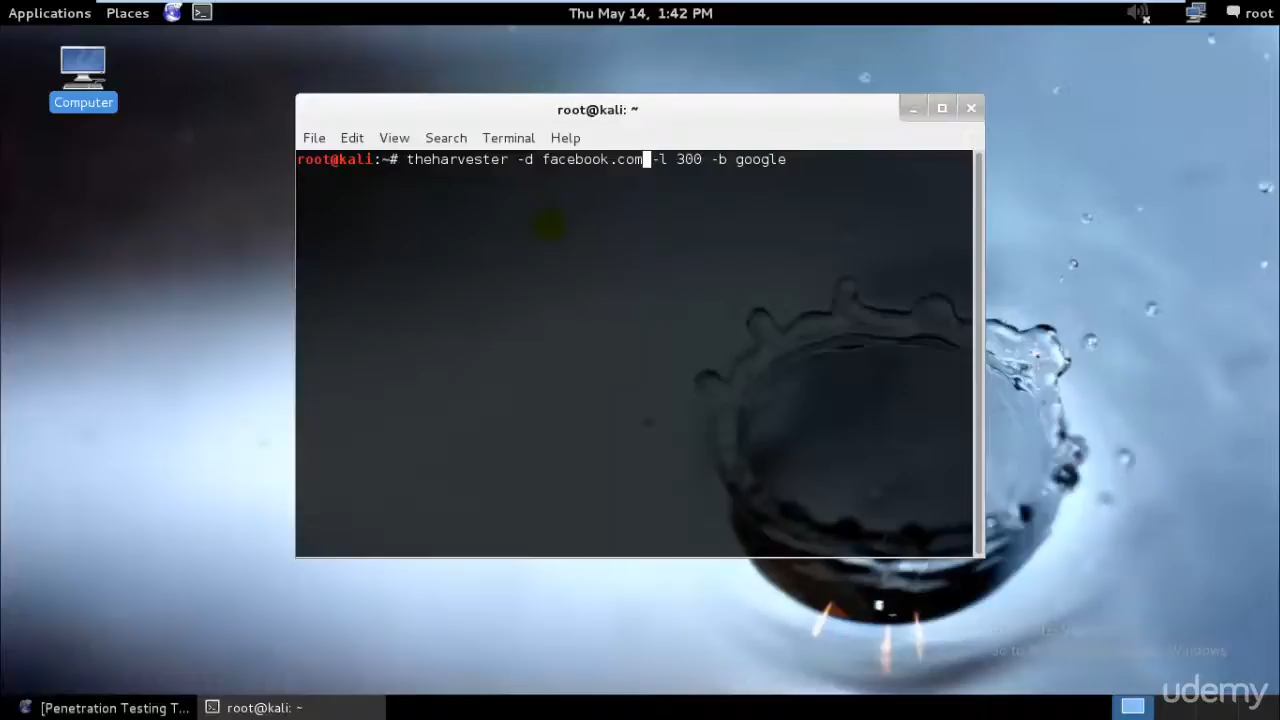 Applications Places Thu May 14, 1:42 PM root
Computer
root@kali: ~
File Edit View Search Terminal Help
root@kali:~# theharvester -d facebook.com -l 300 -b google
Windows
udemy
[Penetration Testing T... root@kali: ~